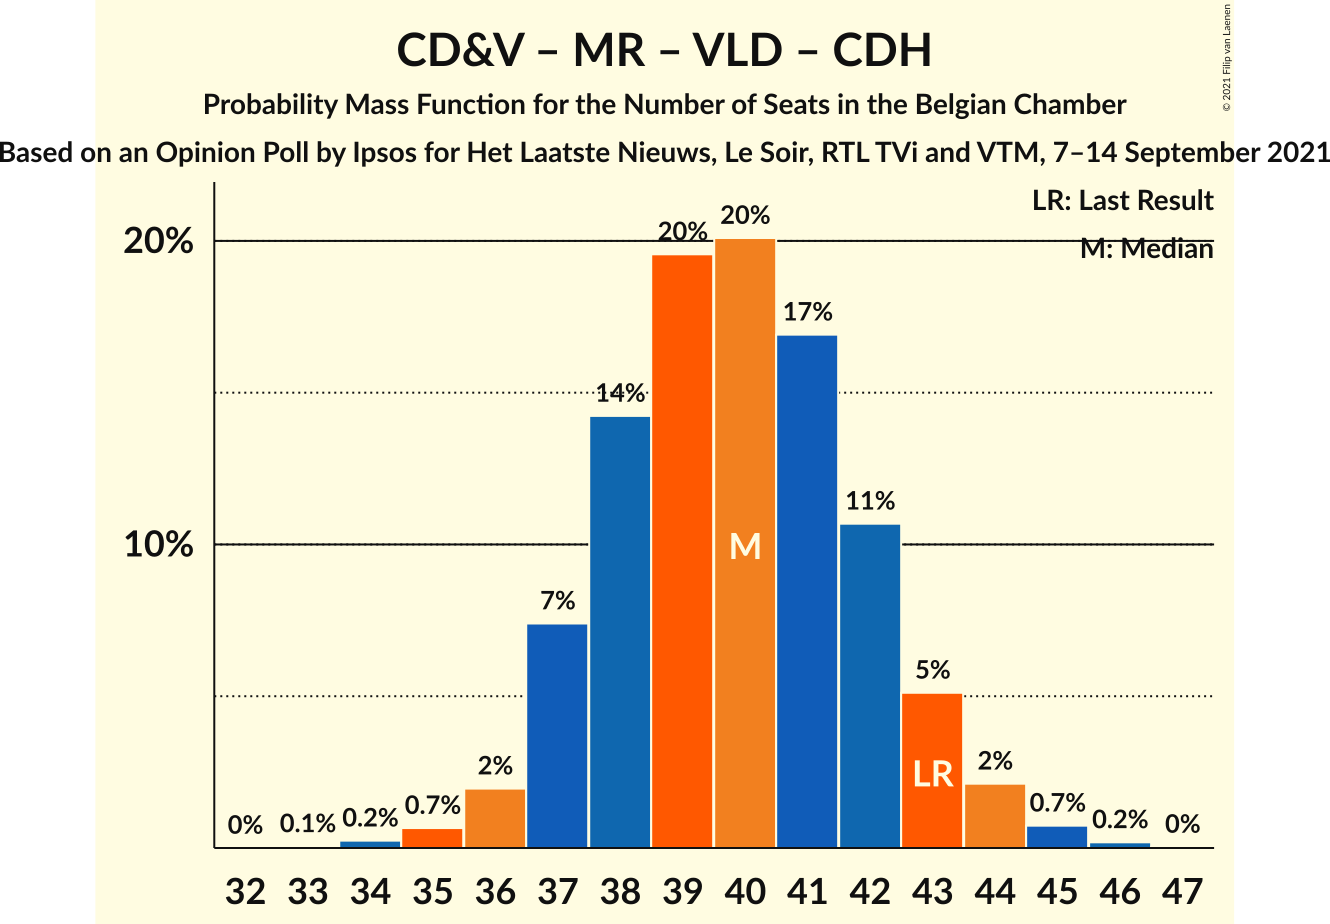 CD&V – MR – VLD – CDH
Probability Mass Function for the Number of Seats in the Belgian Chamber
Based on an Opinion Poll by Ipsos for Het Laatste Nieuws, Le Soir, RTL TVi and VTM, 7–14 September 2021
© 2021 Filip van Laenen
LR: Last Result
M: Median
20%
10%
0% 0.1% 0.2% 0.7% 2% 7% 14% 20% 20% 17% 11% 5% 2% 0.7% 0.2% 0%
M
LR
32 33 34 35 36 37 38 39 40 41 42 43 44 45 46 47